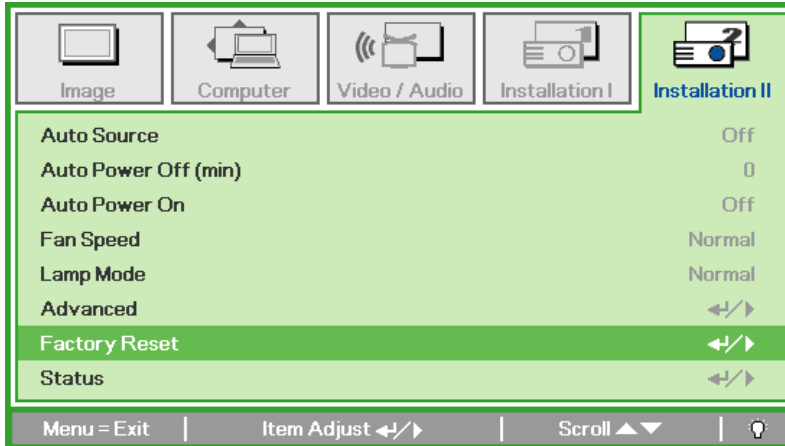 Image Computer Video / Audio Installation I Installation II
Auto Source Off
Auto Power Off (min) 0
Auto Power On Off
Fan Speed Normal
Lamp Mode Normal
Advanced
Factory Reset
Status
Menu = Exit Item Adjust Scroll